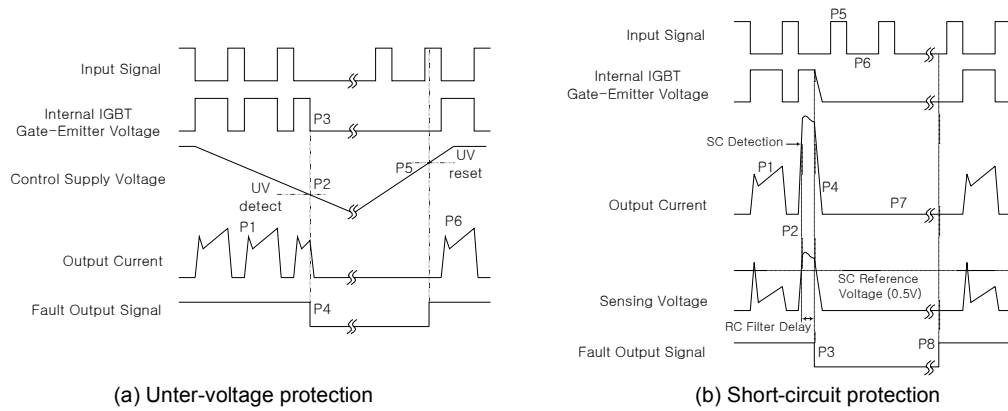 Input Signal
Internal IGBT
Gate-Emitter Voltage
P3
Control Supply Voltage
P2
P5
UV
reset
UV
detect
P1
P6
Output Current
Fault Output Signal
P4
(a) Unter-voltage protection
P5
Input Signal
P6
Internal IGBT
Gate-Emitter Voltage
SC Detection
P1
P4
Output Current
P7
P2
SC Reference
Voltage (0.5V)
Sensing Voltage
RC Filter Delay
Fault Output Signal
P3
P8
(b) Short-circuit protection